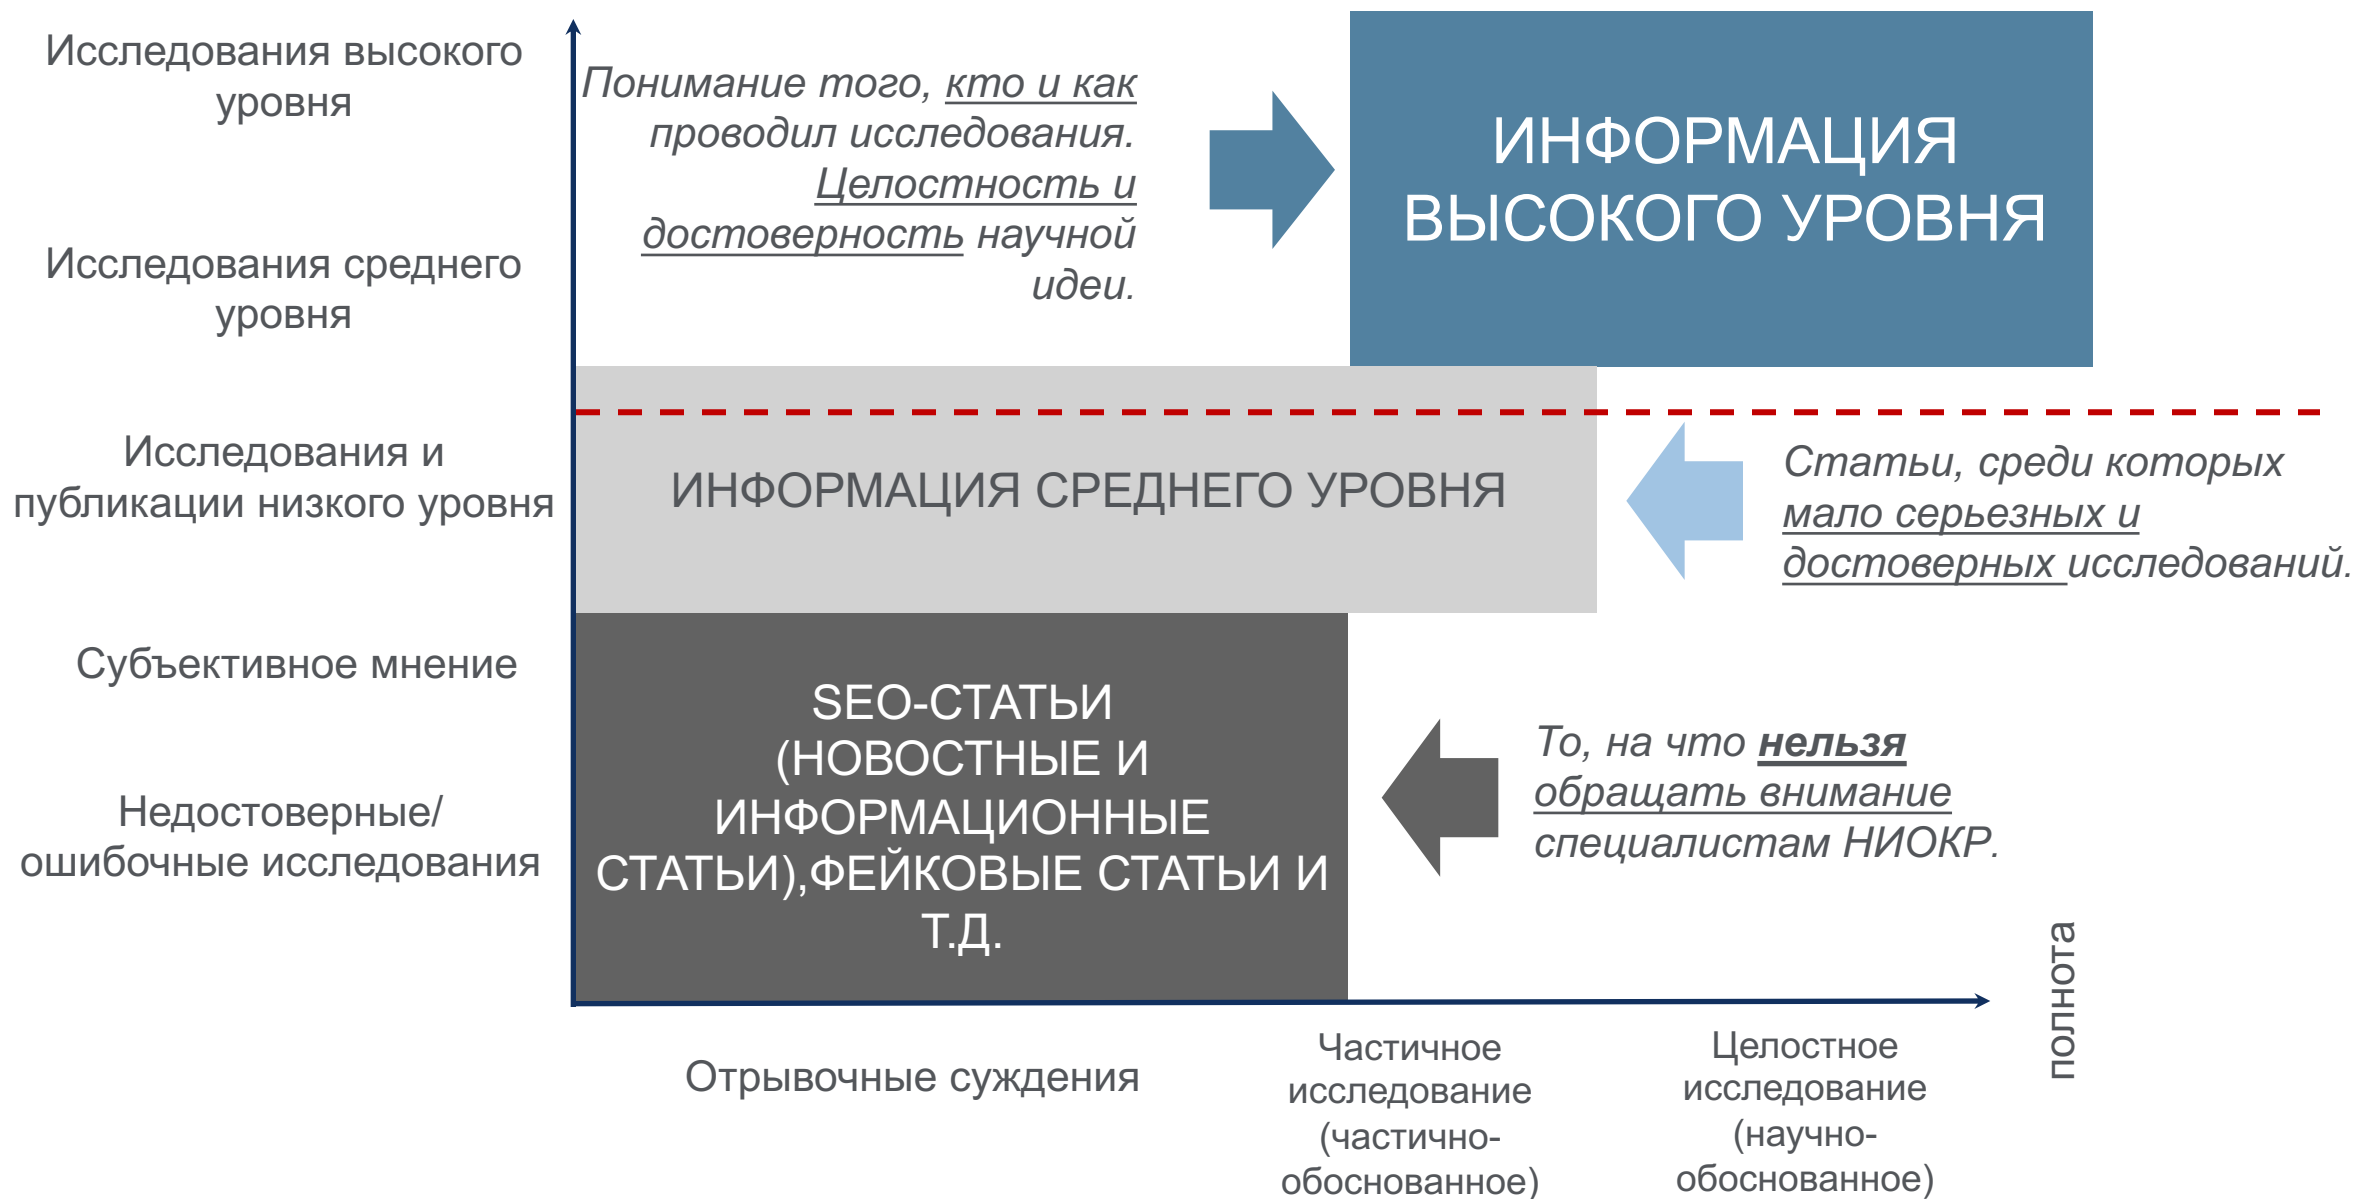 Исследования высокого
уровня
Исследования среднего
уровня
Исследования и
публикации низкого уровня
Субъективное мнение
Недостоверные/
ошибочные исследования
Понимание того, кто и как
проводил исследования.
Целостность и
достоверность научной
идеи.
ИНФОРМАЦИЯ
ВЫСОКОГО УРОВНЯ
ИНФОРМАЦИЯ СРЕДНЕГО УРОВНЯ
Статьи, среди которых
мало серьезных и
достоверных исследований.
SEO-СТАТЬИ
(НОВОСТНЫЕ И
ИНФОРМАЦИОННЫЕ
СТАТЬИ),ФЕЙКОВЫЕ СТАТЬИ И
Т.Д.
То, на что нельзя
обращать внимание
специалистам НИОКР.
полнота
Отрывочные суждения
Частичное
исследование
(частично-
обоснованное)
Целостное
исследование
(научно-
обоснованное)